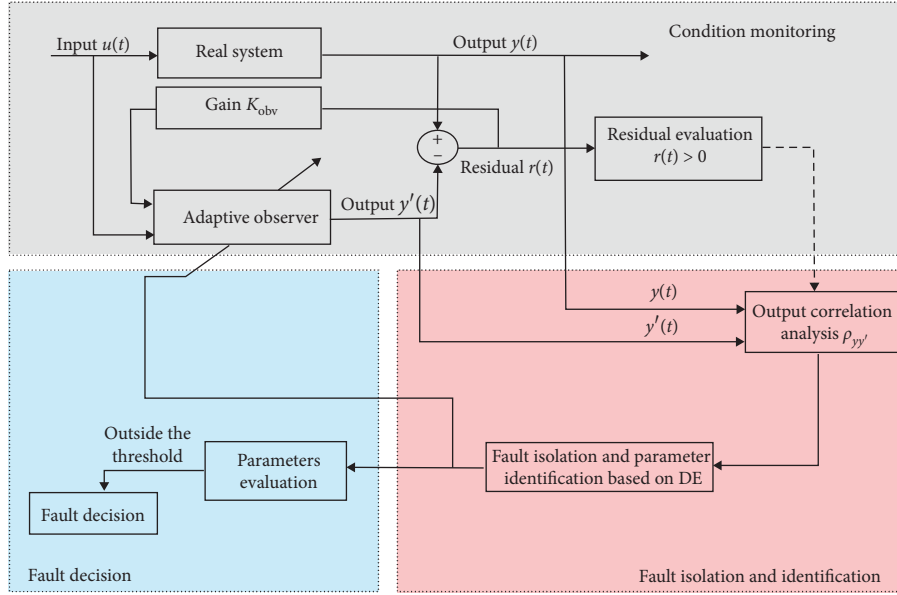 Input u(t)
Real system
Output y(t)
Condition monitoring
Gain K_obv
+
−
Residual r(t)
Residual evaluation
r(t) > 0
Adaptive observer
Output y′(t)
y(t)
y′(t)
Output correlation
analysis ρ_yy′
Outside the
threshold
Parameters
evaluation
Fault isolation and parameter
identification based on DE
Fault decision
Fault decision
Fault isolation and identification